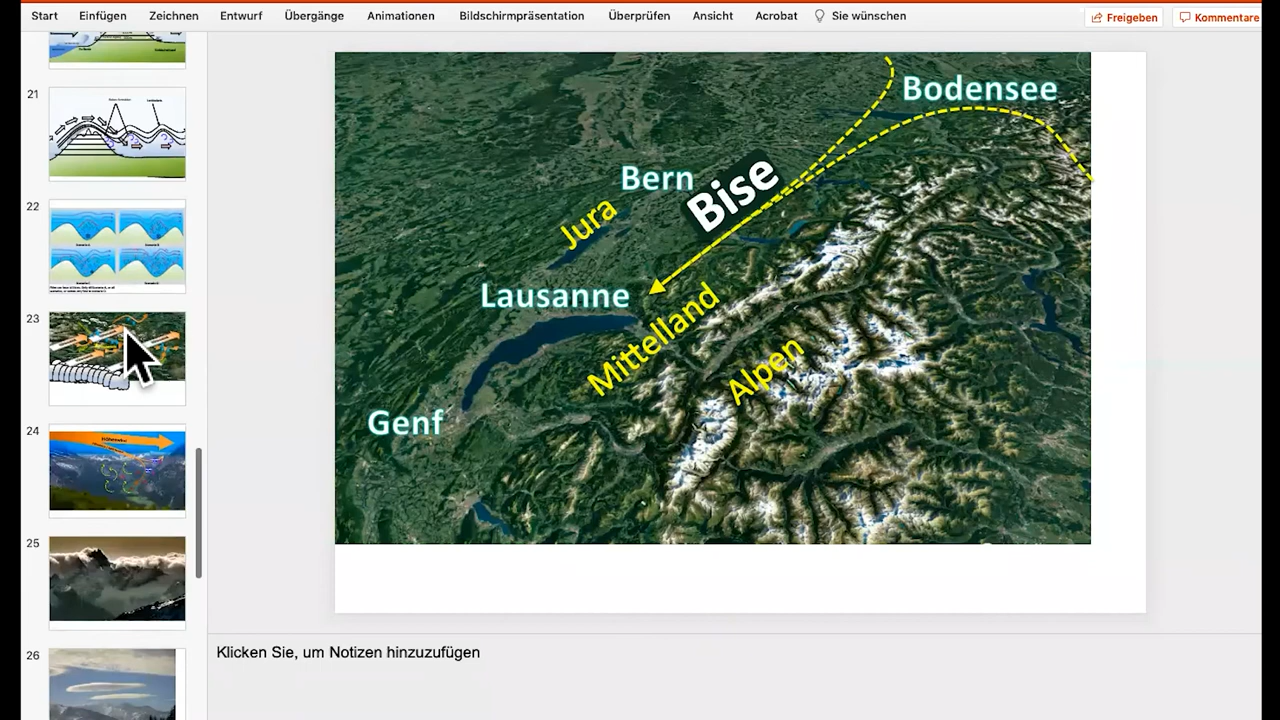 Start Einfügen Zeichnen Entwurf Übergänge Animationen Bildschirmpräsentation Überprüfen Ansicht Acrobat Sie wünschen Freigeben Kommentare
21
22
23
24
25
26
Bodensee
Bern
Bise
Jura
Lausanne
Mittelland
Alpen
Genf
Klicken Sie, um Notizen hinzuzufügen